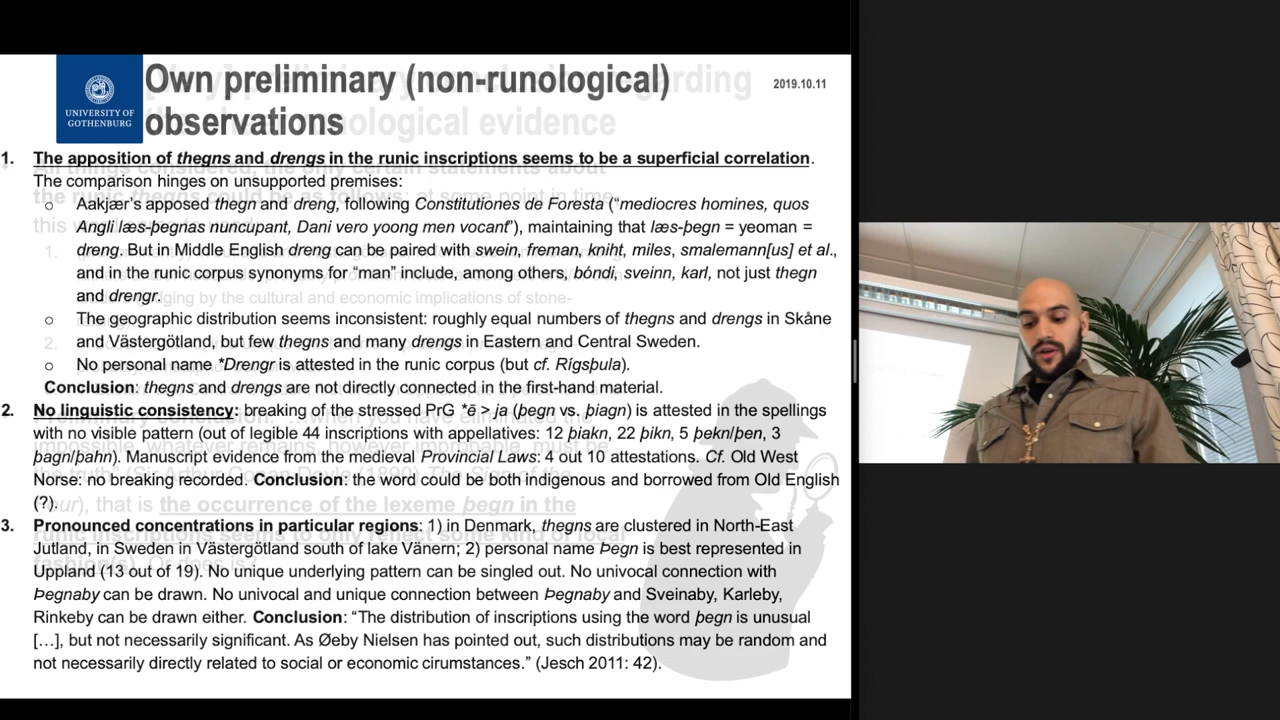 Own preliminary (non-runological)
observations
2019.10.11
UNIVERSITY OF
GOTHENBURG
1. The apposition of thegns and drengs in the runic inscriptions seems to be a superficial correlation.
The comparison hinges on unsupported premises:
o Aakjær's apposed thegn and dreng, following Constitutiones de Foresta ("mediocres homines, quos
Angli læs-þegnas nuncupant, Dani vero yoong men vocant"), maintaining that læs-þegn = yeoman =
dreng. But in Middle English dreng can be paired with swein, freman, kniht, miles, smalemann[us] et al.,
and in the runic corpus synonyms for "man" include, among others, bóndi, sveinn, karl, not just thegn
and drengr.
o The geographic distribution seems inconsistent: roughly equal numbers of thegns and drengs in Skåne
and Västergötland, but few thegns and many drengs in Eastern and Central Sweden.
o No personal name *Drengr is attested in the runic corpus (but cf. Rígsþula).
Conclusion: thegns and drengs are not directly connected in the first-hand material.
2. No linguistic consistency: breaking of the stressed PrG *ē > ja (þegn vs. þiagn) is attested in the spellings
with no visible pattern (out of legible 44 inscriptions with appellatives: 12 þiakn, 22 þikn, 5 þekn/þen, 3
þagn/þahn). Manuscript evidence from the medieval Provincial Laws: 4 out 10 attestations. Cf. Old West
Norse: no breaking recorded. Conclusion: the word could be both indigenous and borrowed from Old English
(?).
3. Pronounced concentrations in particular regions: 1) in Denmark, thegns are clustered in North-East
Jutland, in Sweden in Västergötland south of lake Vänern; 2) personal name Þegn is best represented in
Uppland (13 out of 19). No unique underlying pattern can be singled out. No univocal connection with
Þegnaby can be drawn. No univocal and unique connection between Þegnaby and Sveinaby, Karleby,
Rinkeby can be drawn either. Conclusion: "The distribution of inscriptions using the word þegn is unusual
[…], but not necessarily significant. As Øeby Nielsen has pointed out, such distributions may be random and
not necessarily directly related to social or economic cirumstances." (Jesch 2011: 42).